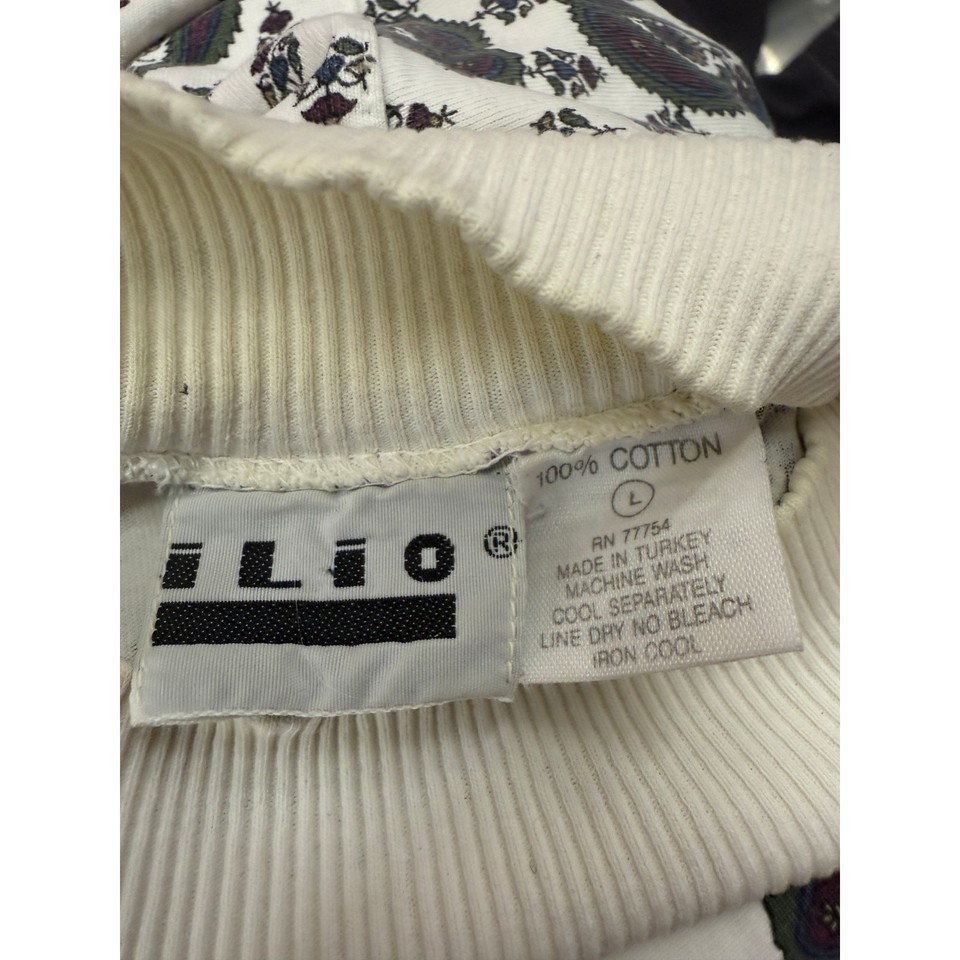 iLiO®
100% COTTON
L
RN 77754
MADE IN TURKEY
MACHINE WASH
COOL SEPARATELY
LINE DRY NO BLEACH
IRON COOL